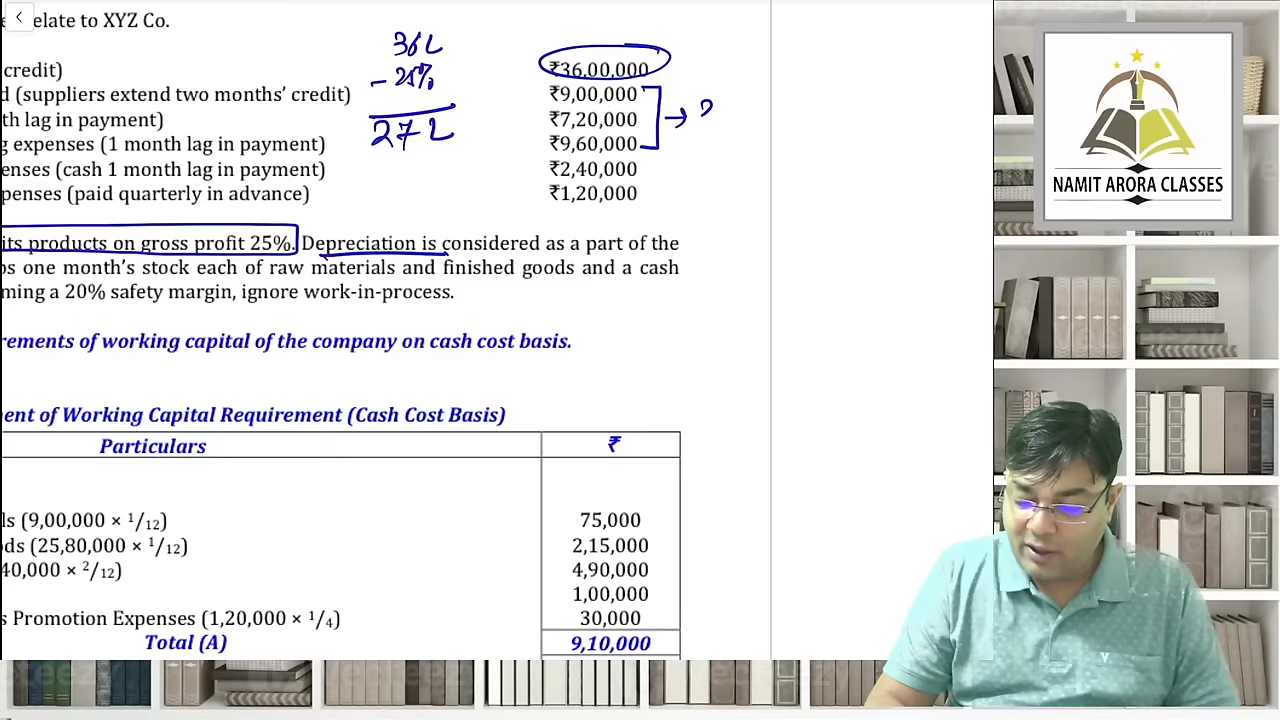 elate to XYZ Co.
36L
credit) ₹36,00,000
- 25%
d (suppliers extend two months’ credit) ₹9,00,000
th lag in payment) ₹7,20,000
27L
g expenses (1 month lag in payment) ₹9,60,000
enses (cash 1 month lag in payment) ₹2,40,000
penses (paid quarterly in advance) ₹1,20,000
its products on gross profit 25%. Depreciation is considered as a part of the
ps one month’s stock each of raw materials and finished goods and a cash
ming a 20% safety margin, ignore work-in-process.
rements of working capital of the company on cash cost basis.
ent of Working Capital Requirement (Cash Cost Basis)
Particulars ₹
ls (9,00,000 × 1/12) 75,000
ods (25,80,000 × 1/12) 2,15,000
40,000 × 2/12) 4,90,000
1,00,000
s Promotion Expenses (1,20,000 × 1/4) 30,000
Total (A) 9,10,000
NAMIT ARORA CLASSES